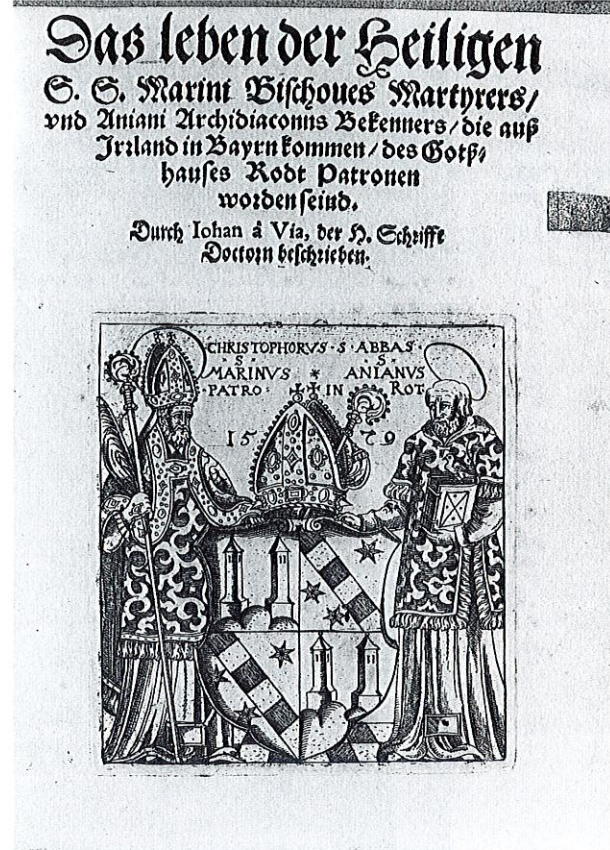 Das leben der Heiligen
S. S. Marini Bischoues Martyrers/
vnd Aniani Archidiaconns Bekenners/die auß
Irrland in Bayrn kommen/des Gotß-
hauses Rodt Patronen
worden seind.
Durch Iohan â Via, der H. Schrifft
Doctorn beschrieben.
CHRISTOPHORVS · S · ABBAS ·
· S · S ·
MARINVS * ANIANVS
· PATRO · IN ROT
15 79